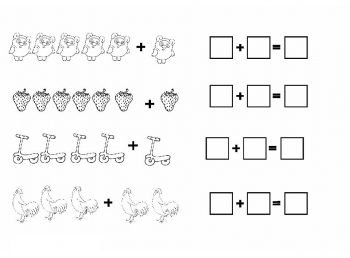 + + =
+ + =
+ + =
+ + =